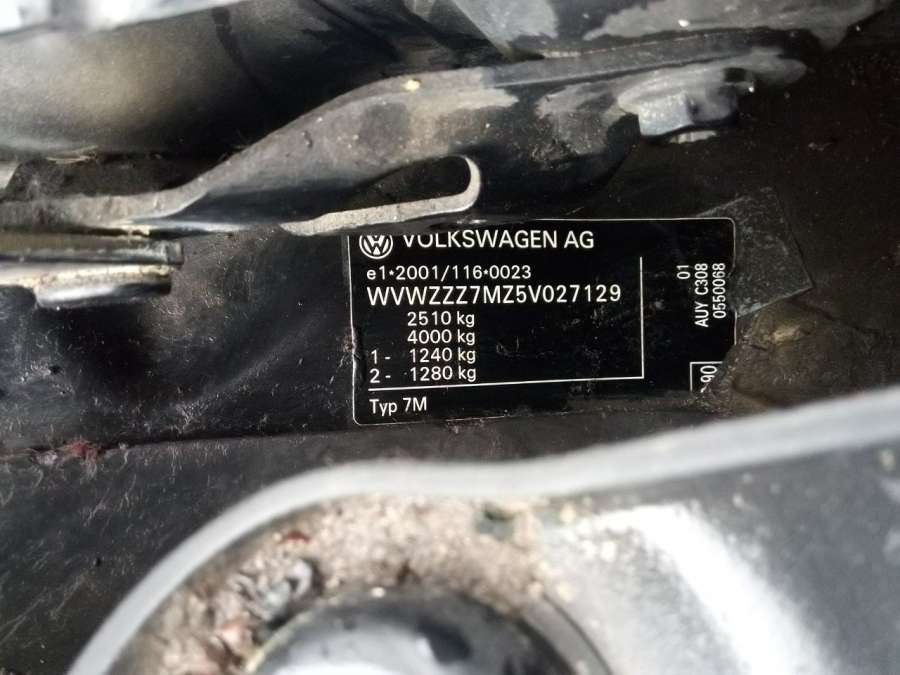 VOLKSWAGEN AG
e1*2001/116*0023
WVWZZZ7MZ5V027129
2510 kg
4000 kg
1 - 1240 kg
2 - 1280 kg
Typ 7M
01
AUY C308
0550068